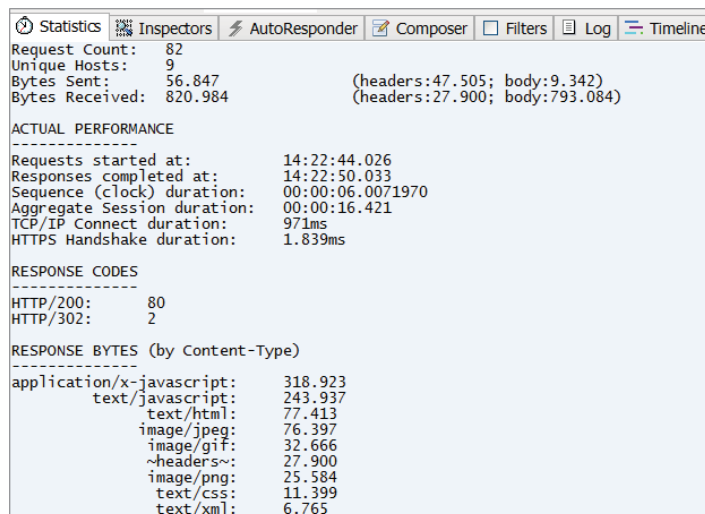 Statistics Inspectors AutoResponder Composer Filters Log Timeline
Request Count: 82
Unique Hosts: 9
Bytes Sent: 56.847 (headers:47.505; body:9.342)
Bytes Received: 820.984 (headers:27.900; body:793.084)
ACTUAL PERFORMANCE
--------------
Requests started at: 14:22:44.026
Responses completed at: 14:22:50.033
Sequence (clock) duration: 00:00:06.0071970
Aggregate Session duration: 00:00:16.421
TCP/IP Connect duration: 971ms
HTTPS Handshake duration: 1.839ms
RESPONSE CODES
--------------
HTTP/200: 80
HTTP/302: 2
RESPONSE BYTES (by Content-Type)
--------------
application/x-javascript: 318.923
text/javascript: 243.937
text/html: 77.413
image/jpeg: 76.397
image/gif: 32.666
~headers~: 27.900
image/png: 25.584
text/css: 11.399
text/xml: 6.765